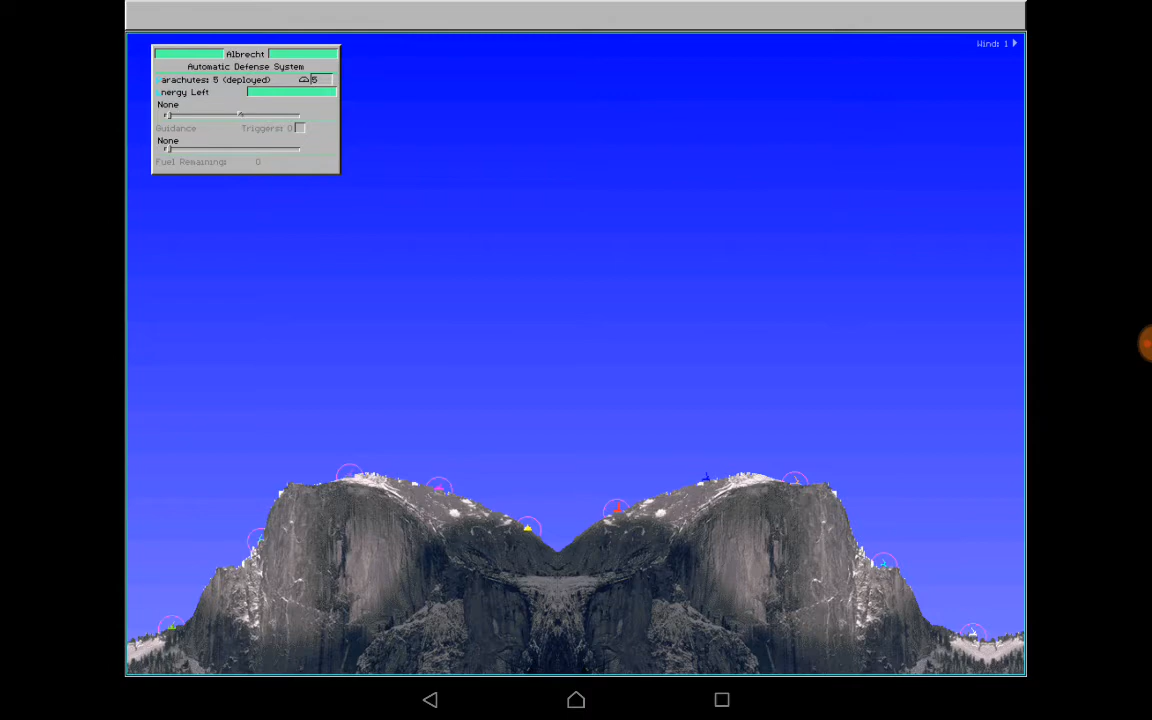 Wind: 1
Albrecht
Automatic Defense System
arachutes: 5 (deployed) 5
nergy Left
None
Guidance Triggers: 0
None
Fuel Remaining: 0